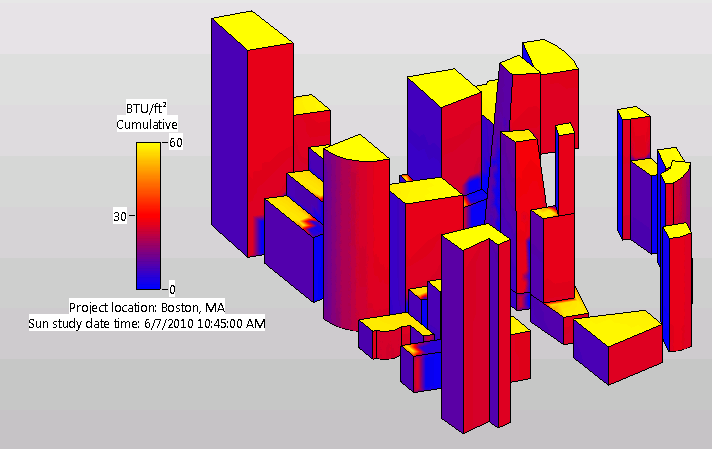 BTU/ft²
Cumulative
60
30
0
Project location: Boston, MA
Sun study date time: 6/7/2010 10:45:00 AM